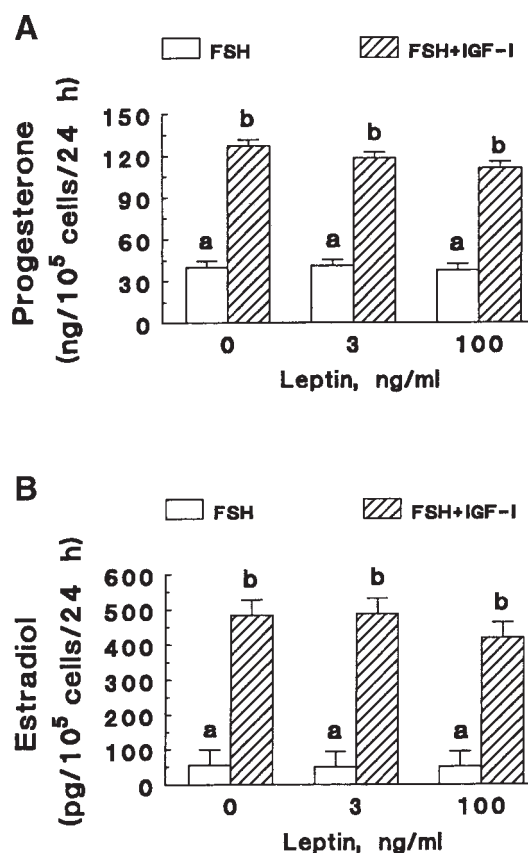 A
FSH FSH+IGF-I
Progesterone
(ng/10⁵ cells/24 h)
150
120
90
60
30
0
a b a b a b
0 3 100
Leptin, ng/ml
B
FSH FSH+IGF-I
Estradiol
(pg/10⁵ cells/24 h)
600
500
400
300
200
100
0
a b a b a b
0 3 100
Leptin, ng/ml